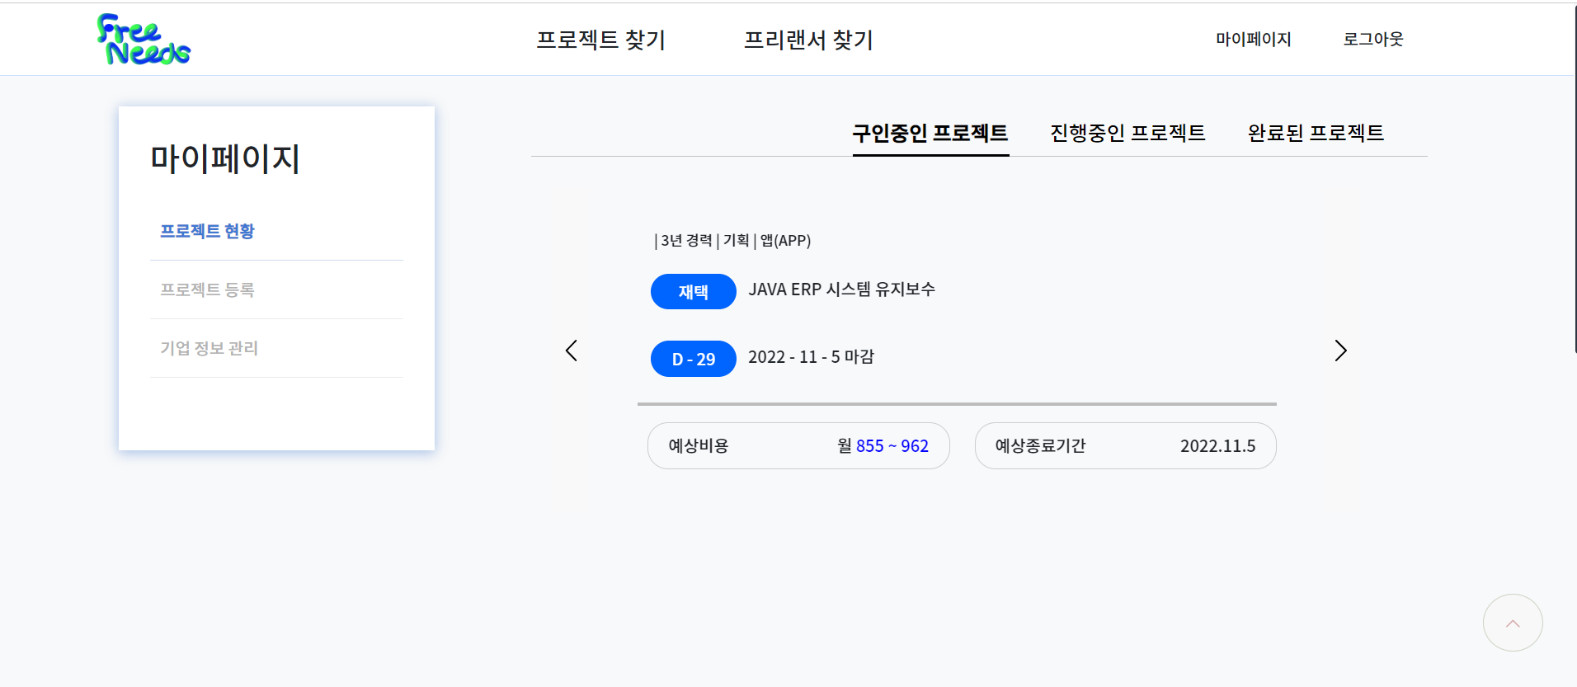 Free Needs
프로젝트 찾기 프리랜서 찾기 마이페이지 로그아웃
마이페이지
프로젝트 현황
프로젝트 등록
기업 정보 관리
구인중인 프로젝트 진행중인 프로젝트 완료된 프로젝트
| 3년 경력 | 기획 | 앱(APP)
재택 JAVA ERP 시스템 유지보수
D - 29 2022 - 11 - 5 마감
예상비용 월 855 ~ 962 예상종료기간 2022.11.5